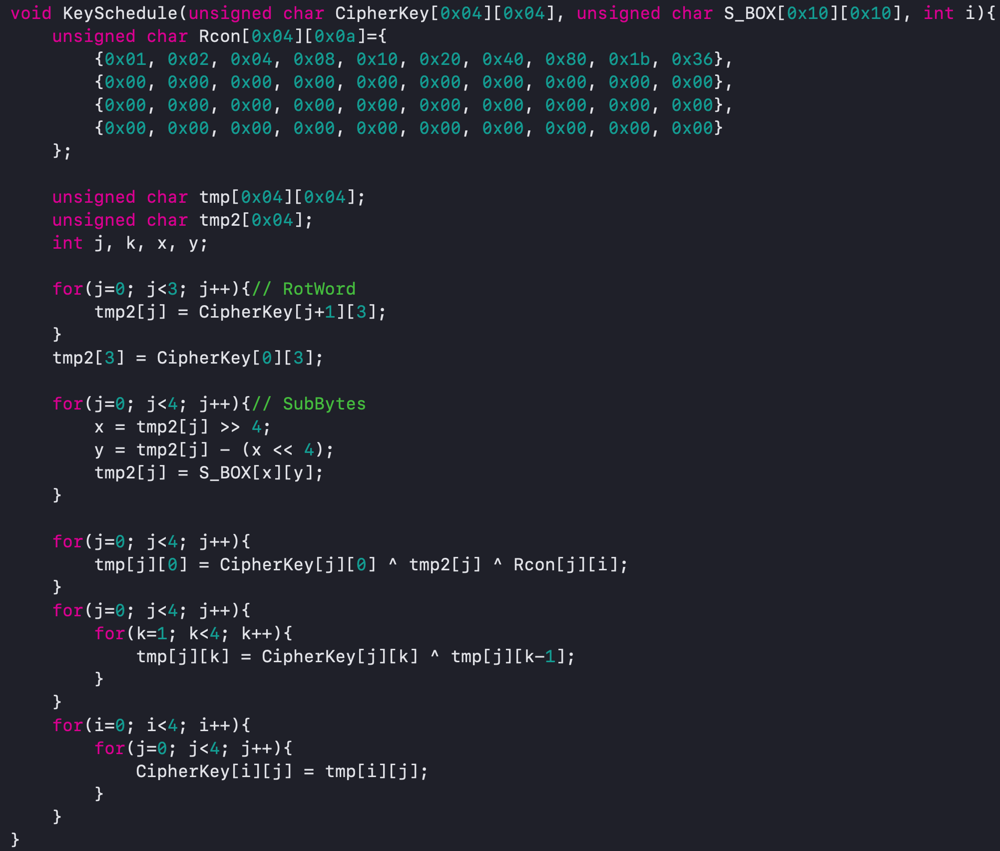 void KeySchedule(unsigned char CipherKey[0x04][0x04], unsigned char S_BOX[0x10][0x10], int i){
    unsigned char Rcon[0x04][0x0a]={
        {0x01, 0x02, 0x04, 0x08, 0x10, 0x20, 0x40, 0x80, 0x1b, 0x36},
        {0x00, 0x00, 0x00, 0x00, 0x00, 0x00, 0x00, 0x00, 0x00, 0x00},
        {0x00, 0x00, 0x00, 0x00, 0x00, 0x00, 0x00, 0x00, 0x00, 0x00},
        {0x00, 0x00, 0x00, 0x00, 0x00, 0x00, 0x00, 0x00, 0x00, 0x00}
    };

    unsigned char tmp[0x04][0x04];
    unsigned char tmp2[0x04];
    int j, k, x, y;

    for(j=0; j<3; j++){// RotWord
        tmp2[j] = CipherKey[j+1][3];
    }
    tmp2[3] = CipherKey[0][3];

    for(j=0; j<4; j++){// SubBytes
        x = tmp2[j] >> 4;
        y = tmp2[j] - (x << 4);
        tmp2[j] = S_BOX[x][y];
    }

    for(j=0; j<4; j++){
        tmp[j][0] = CipherKey[j][0] ^ tmp2[j] ^ Rcon[j][i];
    }
    for(j=0; j<4; j++){
        for(k=1; k<4; k++){
            tmp[j][k] = CipherKey[j][k] ^ tmp[j][k-1];
        }
    }
    for(i=0; i<4; i++){
        for(j=0; j<4; j++){
            CipherKey[i][j] = tmp[i][j];
        }
    }
}